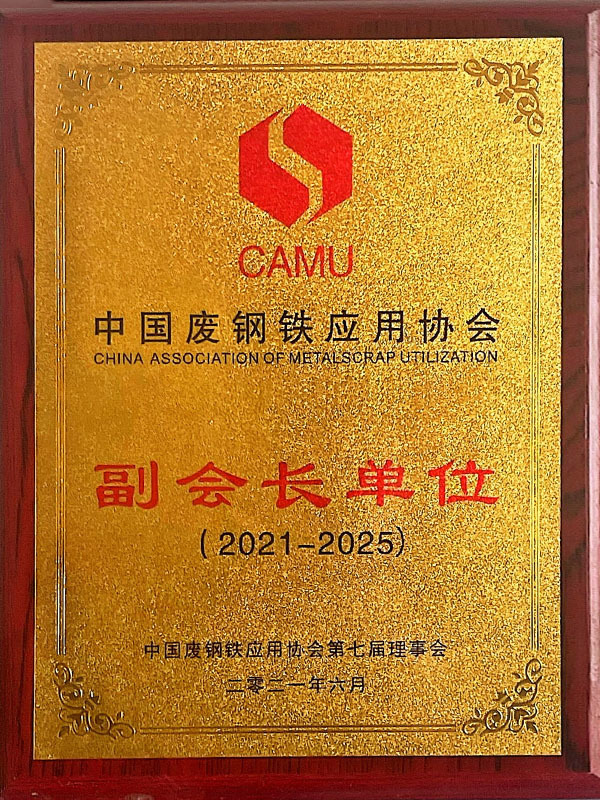 CAMU
中国废钢铁应用协会
CHINA ASSOCIATION OF METALSCRAP UTILIZATION
副会长单位
(2021-2025)
中国废钢铁应用协会第七届理事会
二零二一年六月